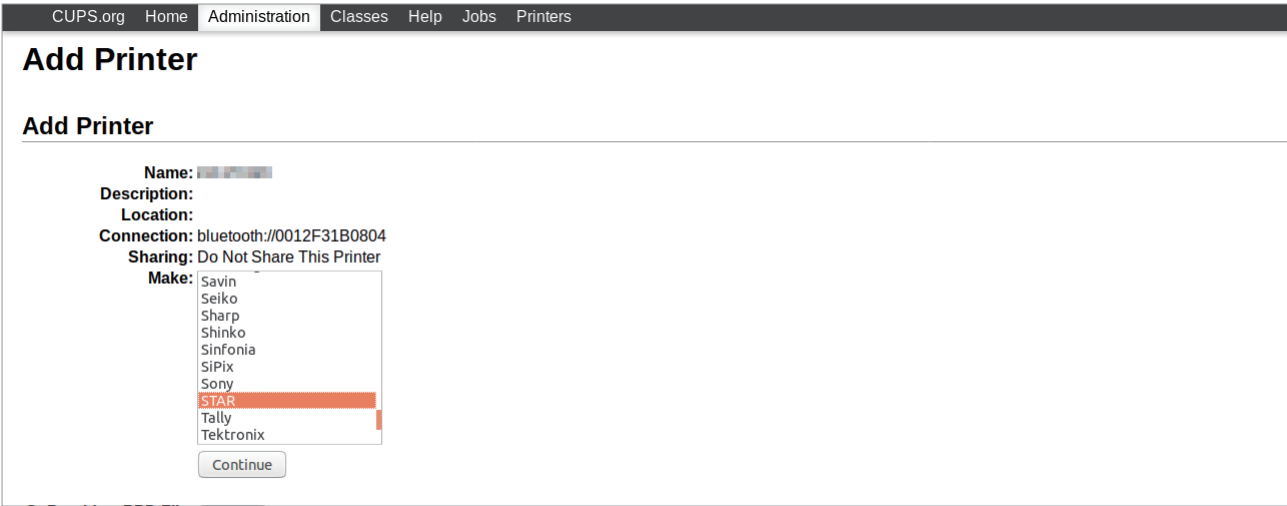 CUPS.org Home Administration Classes Help Jobs Printers
Add Printer
Add Printer
Name:
Description:
Location:
Connection: bluetooth://0012F31B0804
Sharing: Do Not Share This Printer
Make:
Savin
Seiko
Sharp
Shinko
Sinfonia
SiPix
Sony
STAR
Tally
Tektronix
Continue